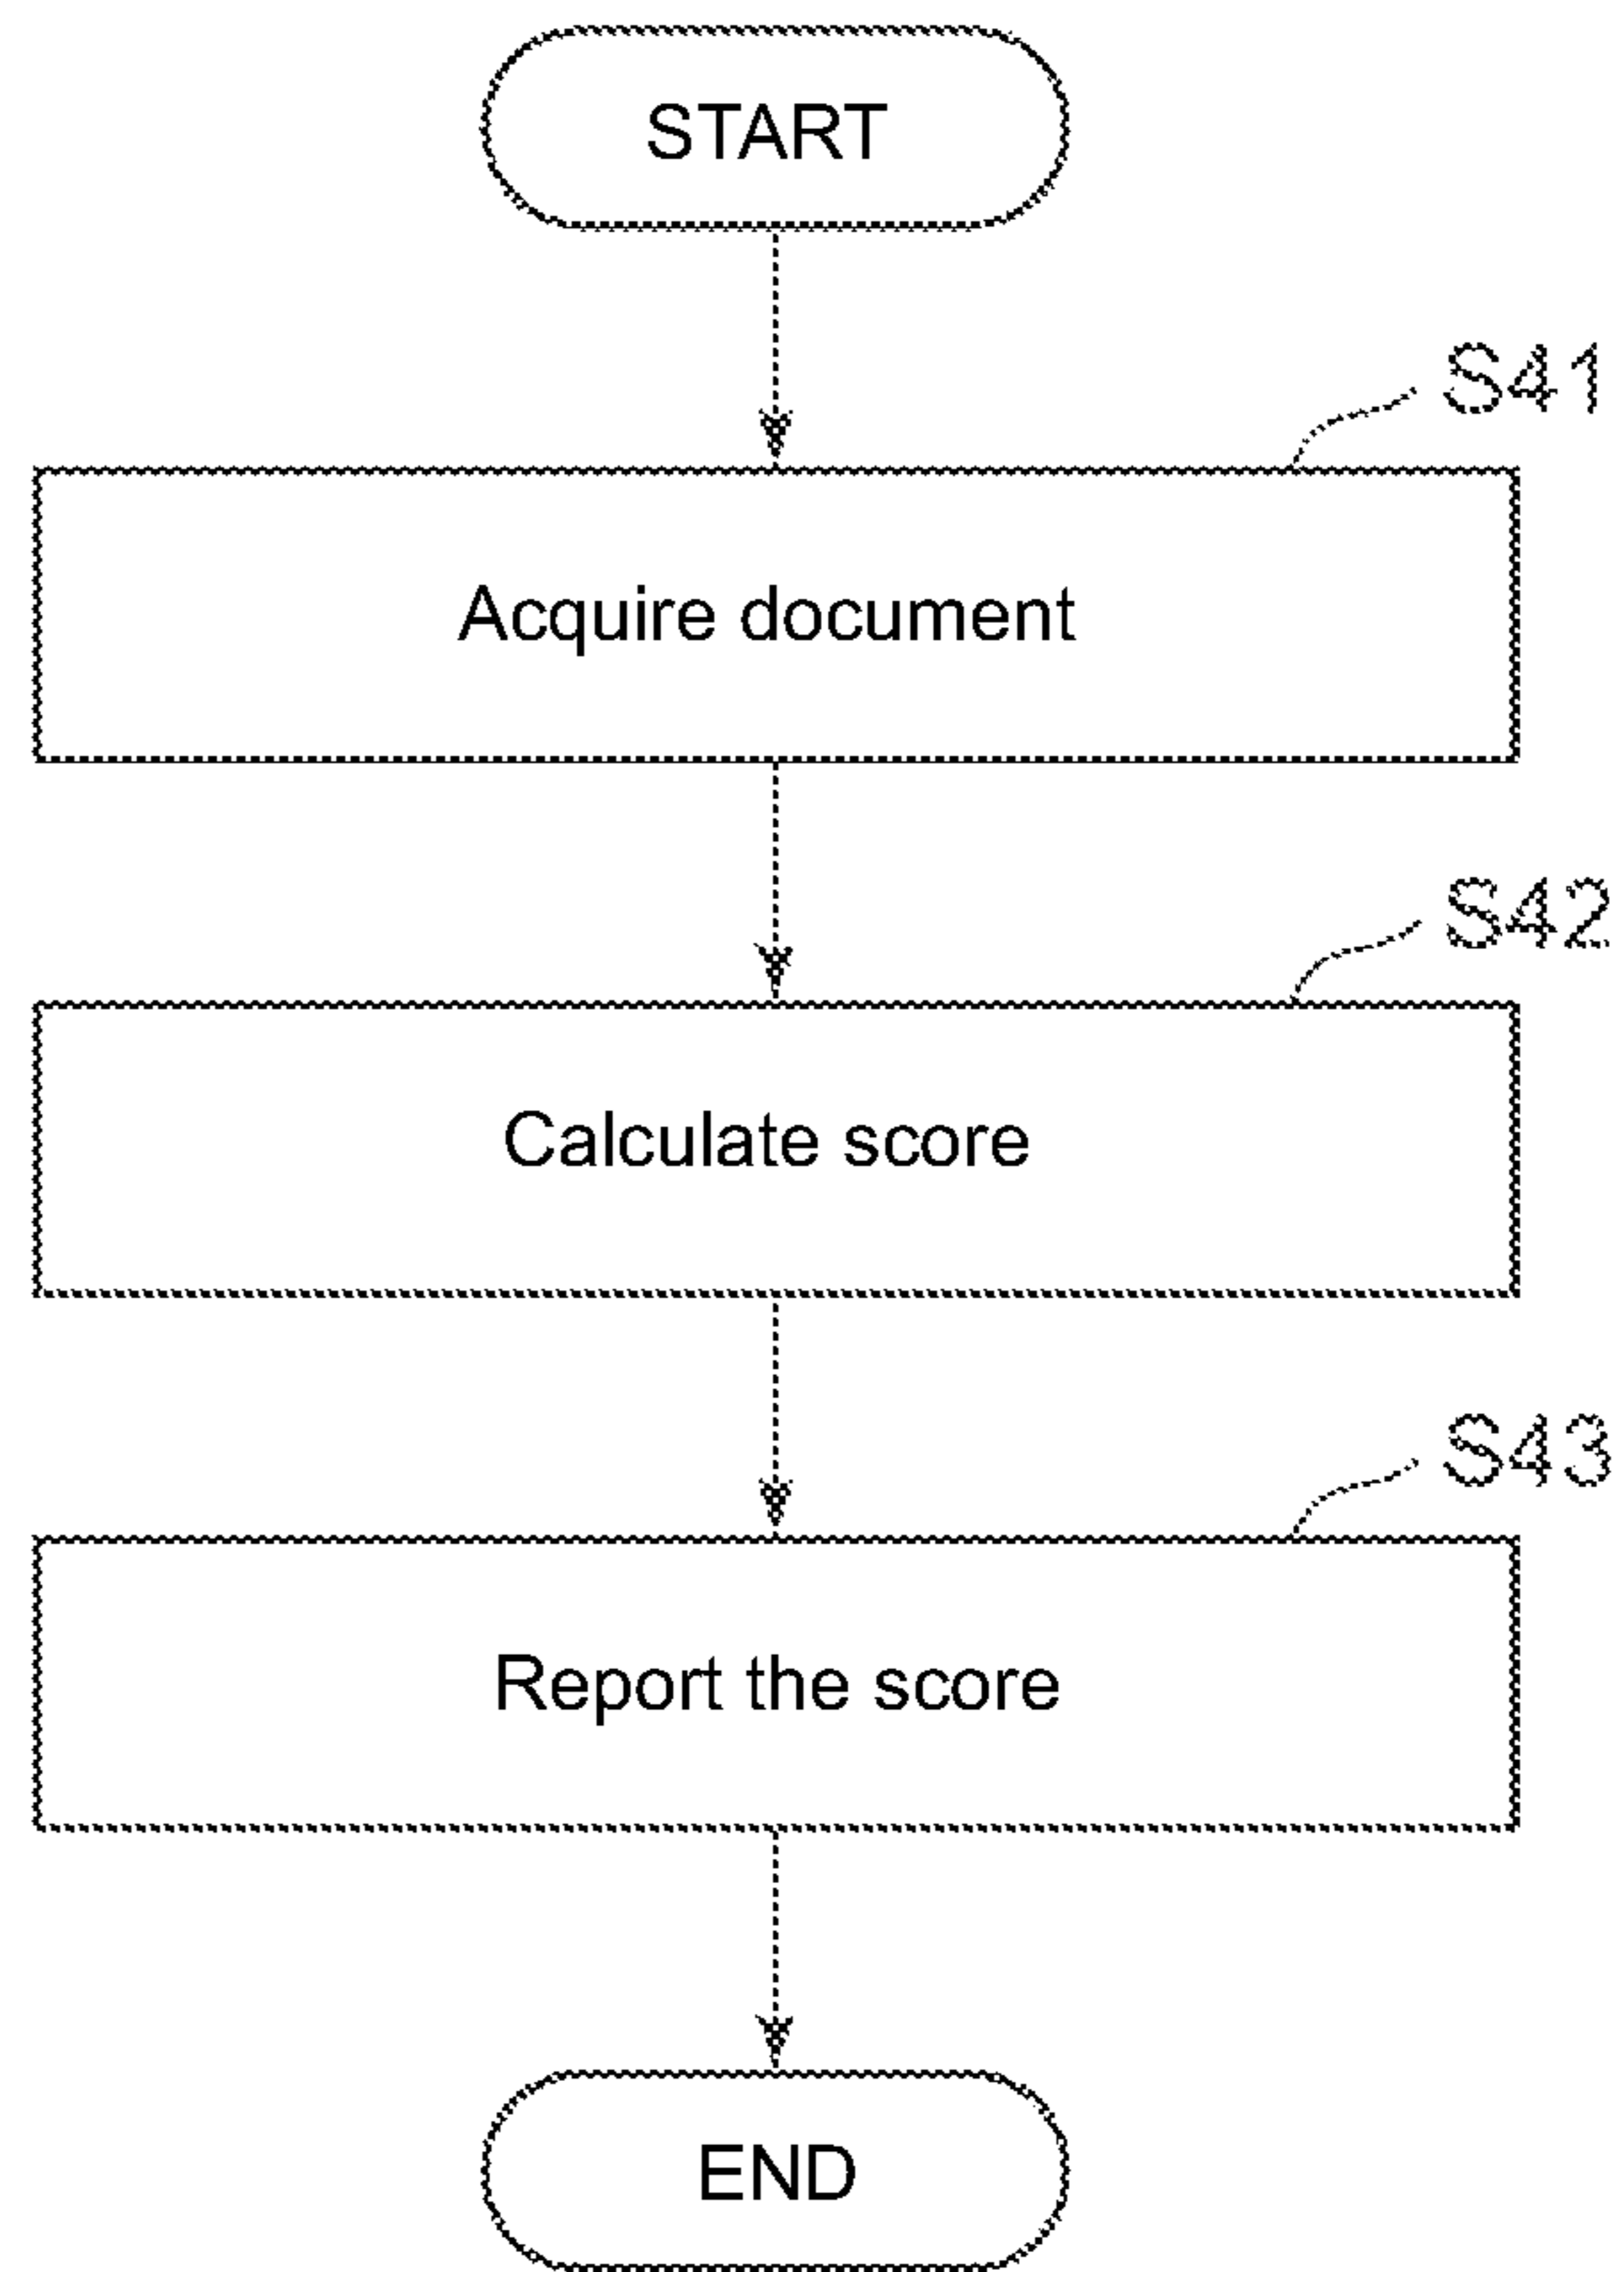 START
S41
Acquire document
S42
Calculate score
S43
Report the score
END